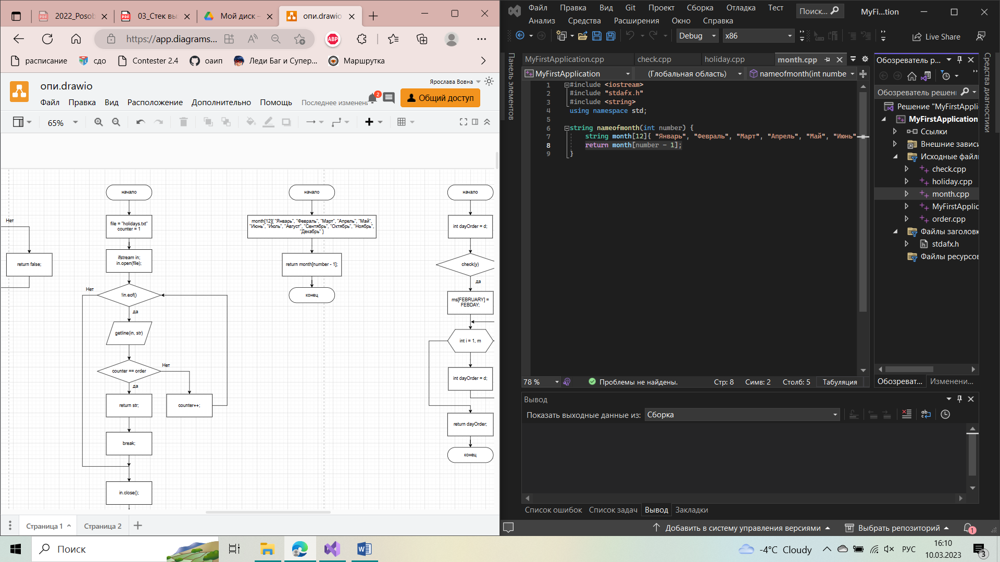 2022_Posob
03_Стек вы
Мой диск –
опи.drawio
https://app.diagrams...
ABP
расписание
сдо
Contester 2.4
оаип
Леди Баг и Супер...
Маршрутка
опи.drawio
Ярослава Вовна
Файл Правка Вид Расположение Дополнительно Помощь
Последнее изменени
2
Общий доступ
65%
Нет
return false;
начало
file = "holidays.txt"
counter = 1
ifstream in;
in.open(file);
Нет
!in.eof()
да
getline(in, str)
counter == order
Нет
да
return str;
counter++;
break;
in.close();
начало
month[12]{ "Январь", "Февраль", "Март", "Апрель", "Май",
"Июнь", "Июль", "Август", "Сентябрь", "Октябрь", "Ноябрь",
"Декабрь" }
return month[number - 1];
конец
начало
int dayOrder = d;
check(y)
да
ms[FEBRUARY] =
FEBDAY;
int i = 1, m
int dayOrder = d;
return dayOrder;
конец
Страница 1
Страница 2
Файл Правка Вид Git Проект Сборка Отладка Тест
Анализ Средства Расширения Окно Справка
Поиск...
MyFi...tion
Debug
x86
Live Share
Панель элементов
MyFirstApplication.cpp
check.cpp
holiday.cpp
month.cpp
MyFirstApplication
(Глобальная область)
nameofmonth(int numbe
1 #include <iostream>
2 #include "stdafx.h"
3 #include <string>
4 using namespace std;
5
6 string nameofmonth(int number) {
7 string month[12]{ "Январь", "Февраль", "Март", "Апрель", "Май", "Июнь"
8 return month[number - 1];
9 }
78 %
Проблемы не найдены.
Стр: 8
Симв: 2
Столб: 5
Табуляция
Обозреватель р...
Обозреватель решени
Решение "MyFirstAppli
MyFirstApplication
Ссылки
Внешние зависи
Исходные файлы
check.cpp
holiday.cpp
month.cpp
MyFirstApplic
order.cpp
Файлы заголовк
stdafx.h
Файлы ресурсов
Обозреват...
Изменени...
Средства диагностики
Вывод
Показать выходные данные из:
Сборка
Список ошибок
Список задач
Вывод
Закладки
Добавить в систему управления версиями
Выбрать репозиторий
1
Поиск
-4°C Cloudy
РУС
16:10
10.03.2023
3